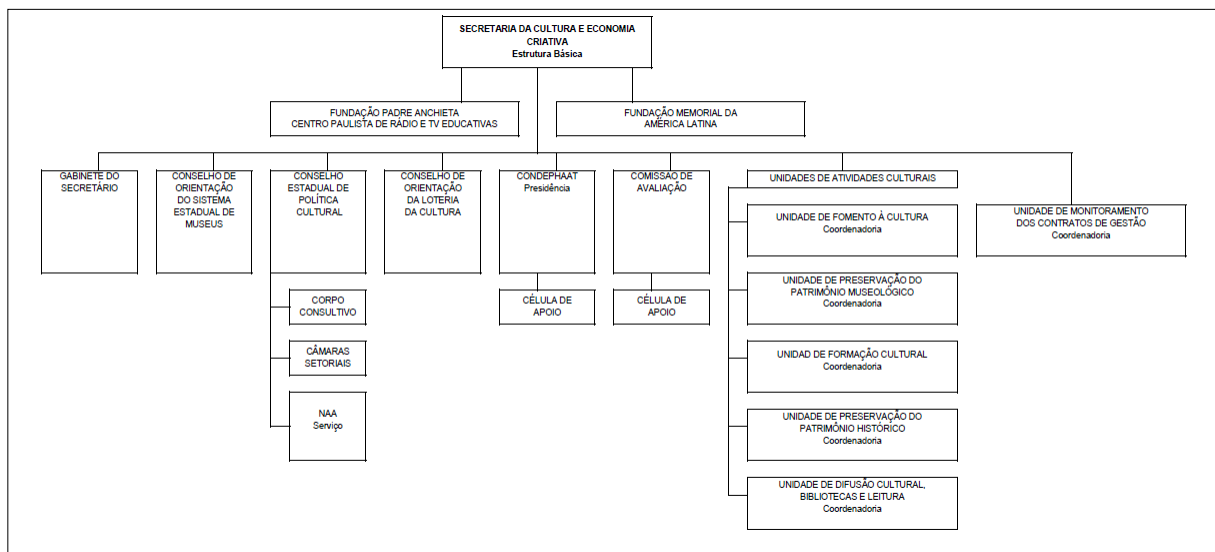 SECRETARIA DA CULTURA E ECONOMIA
CRIATIVA
Estrutura Básica
FUNDAÇÃO PADRE ANCHIETA
CENTRO PAULISTA DE RÁDIO E TV EDUCATIVAS
FUNDAÇÃO MEMORIAL DA
AMÉRICA LATINA
GABINETE DO
SECRETÁRIO
CONSELHO DE
ORIENTAÇÃO
DO SISTEMA
ESTADUAL DE
MUSEUS
CONSELHO
ESTADUAL DE
POLÍTICA
CULTURAL
CONSELHO DE
ORIENTAÇÃO
DA LOTERIA
DA CULTURA
CONDEPHAAT
Presidência
COMISSÃO DE
AVALIAÇÃO
UNIDADES DE ATIVIDADES CULTURAIS
UNIDADE DE MONITORAMENTO
DOS CONTRATOS DE GESTÃO
Coordenadoria
CORPO
CONSULTIVO
CÂMARAS
SETORIAIS
NAA
Serviço
CÉLULA DE
APOIO
CÉLULA DE
APOIO
UNIDADE DE FOMENTO À CULTURA
Coordenadoria
UNIDADE DE PRESERVAÇÃO DO
PATRIMÔNIO MUSEOLÓGICO
Coordenadoria
UNIDAD DE FORMAÇÃO CULTURAL
Coordenadoria
UNIDADE DE PRESERVAÇÃO DO
PATRIMÔNIO HISTÓRICO
Coordenadoria
UNIDADE DE DIFUSÃO CULTURAL,
BIBLIOTECAS E LEITURA
Coordenadoria